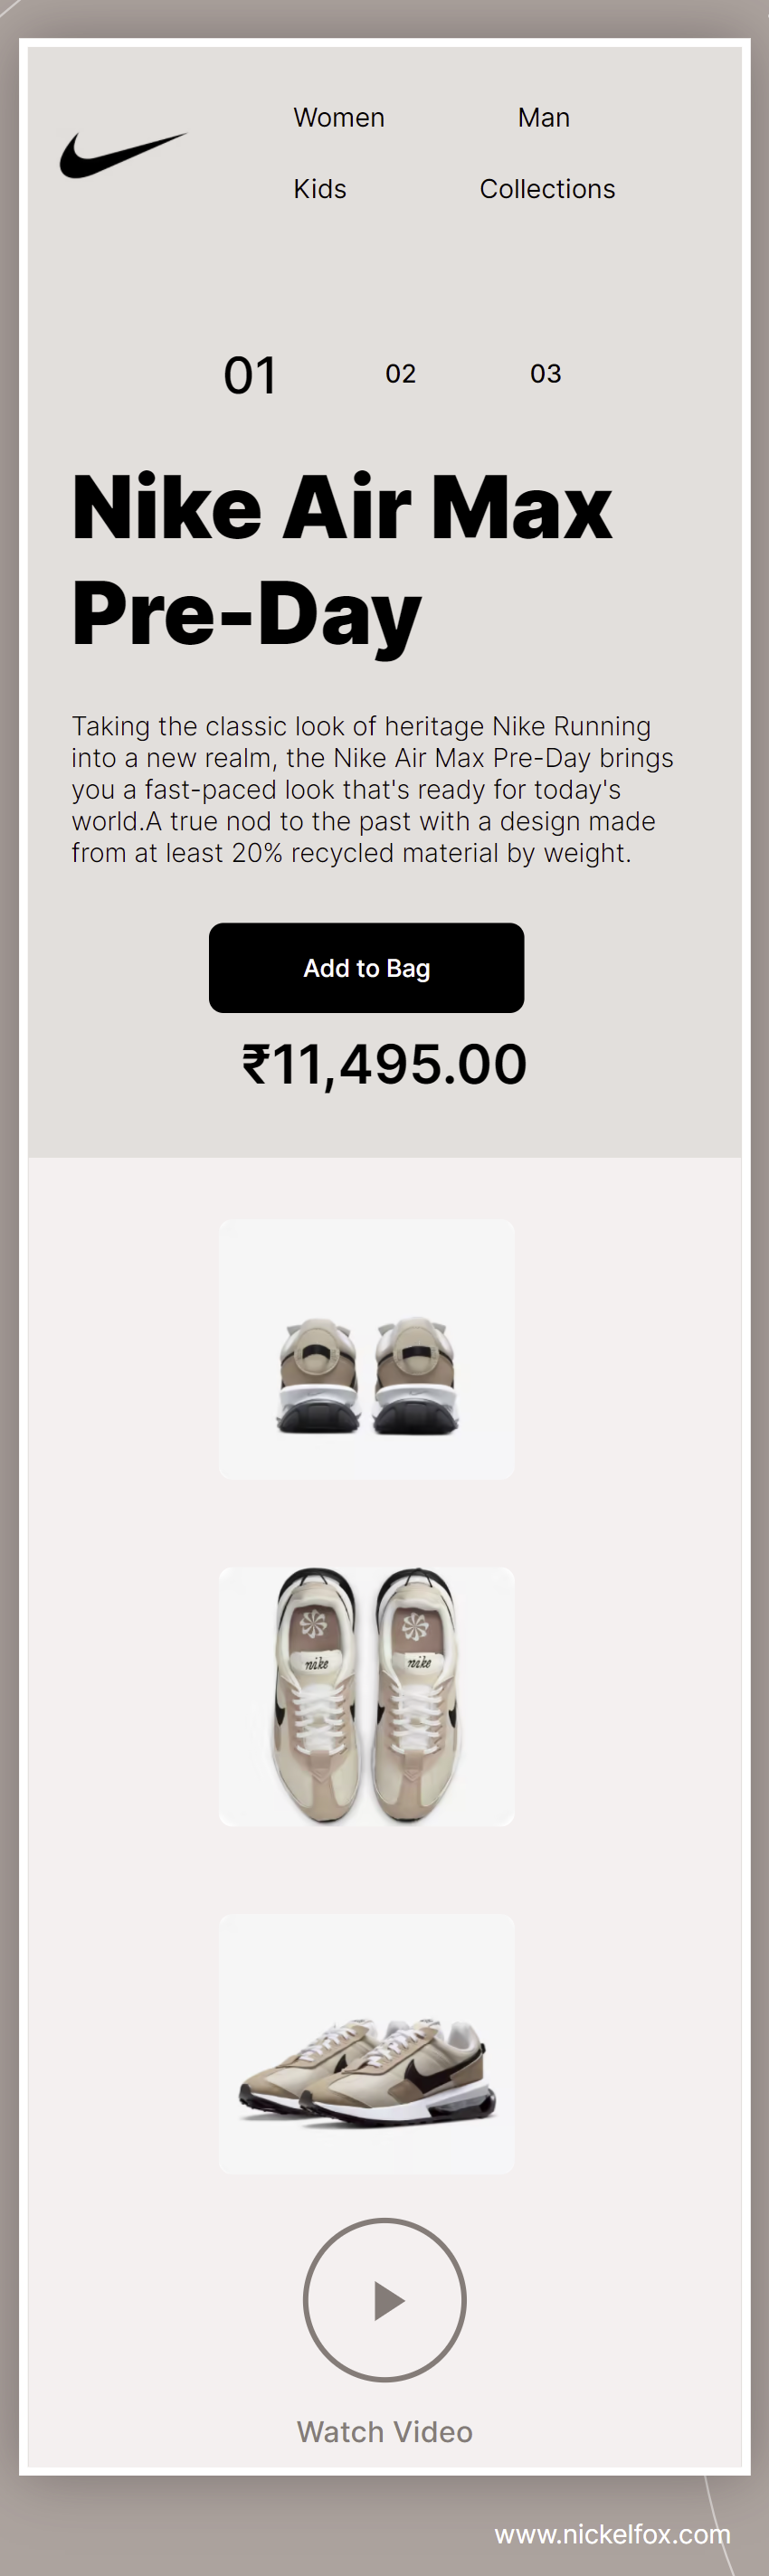 Women Man
Kids Collections
01 02 03
Nike Air Max
Pre-Day
Taking the classic look of heritage Nike Running
into a new realm, the Nike Air Max Pre-Day brings
you a fast-paced look that's ready for today's
world.A true nod to the past with a design made
from at least 20% recycled material by weight.
Add to Bag
₹11,495.00
nike nike
Watch Video
www.nickelfox.com